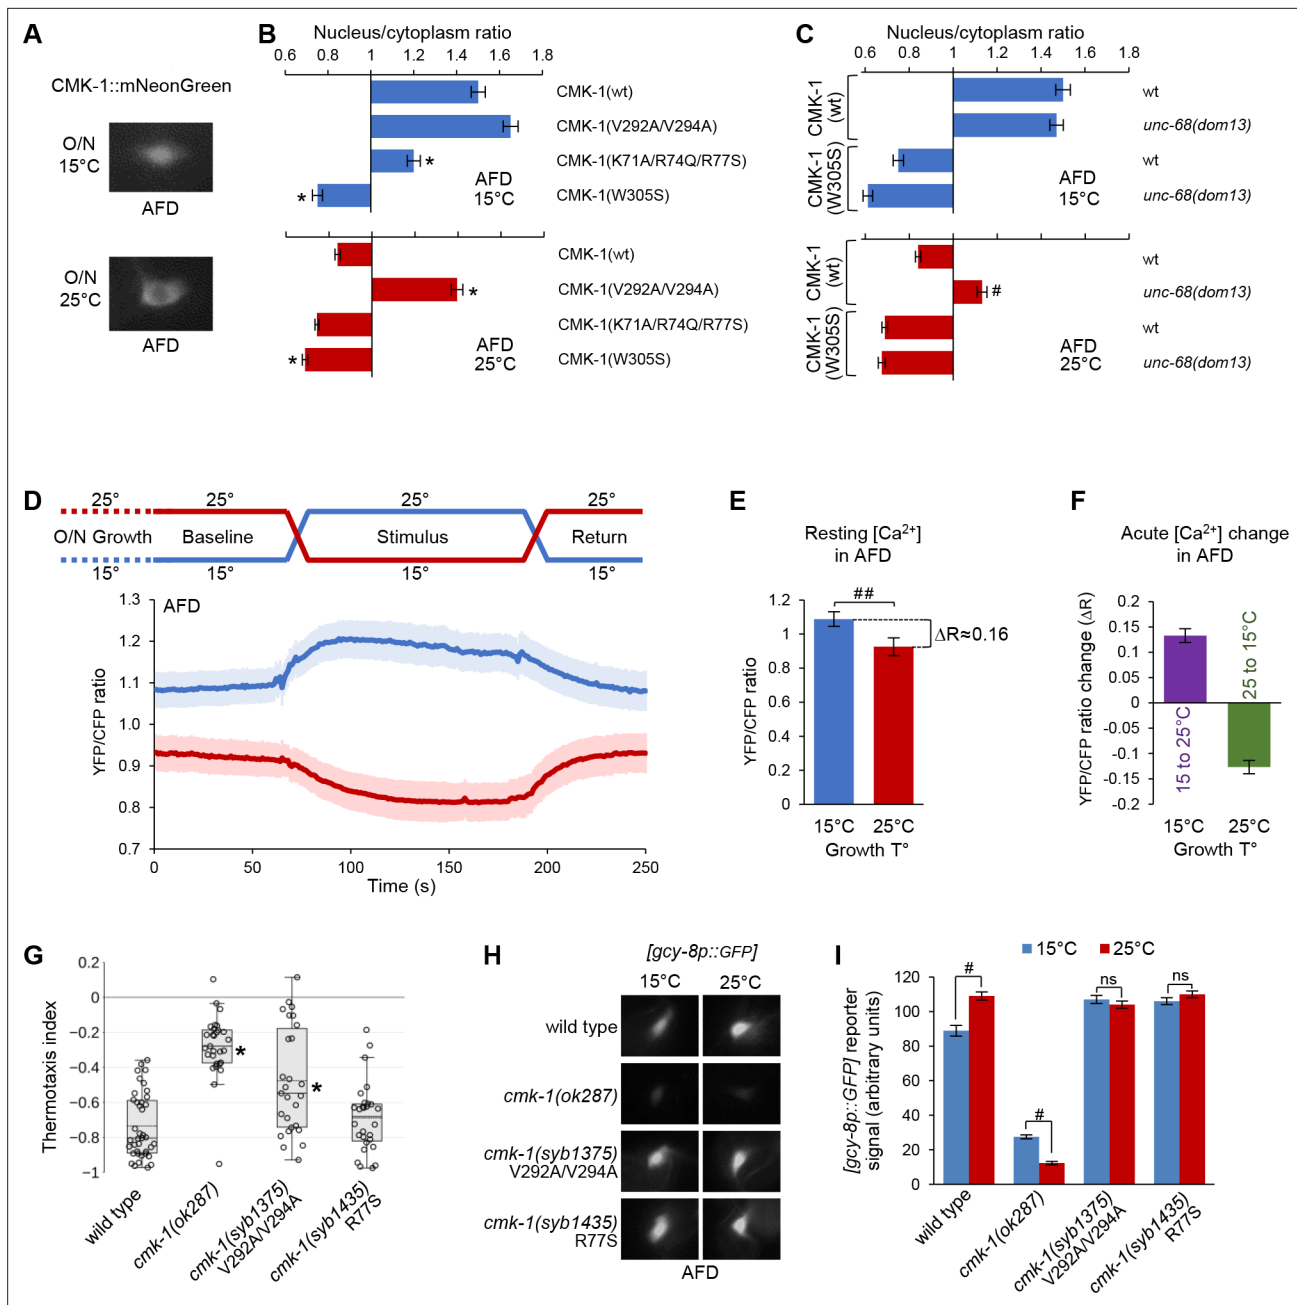 A
CMK-1::mNeonGreen
O/N
15°C
AFD
O/N
25°C
AFD
B
Nucleus/cytoplasm ratio
0.6 0.8 1 1.2 1.4 1.6 1.8
CMK-1(wt)
CMK-1(V292A/V294A)
CMK-1(K71A/R74Q/R77S)
*
CMK-1(W305S)
*
AFD
15°C
CMK-1(wt)
CMK-1(V292A/V294A)
*
CMK-1(K71A/R74Q/R77S)
CMK-1(W305S)
*
AFD
25°C
C
Nucleus/cytoplasm ratio
0.6 0.8 1 1.2 1.4 1.6 1.8
CMK-1
(wt)
wt
unc-68(dom13)
CMK-1
(W305S)
wt
unc-68(dom13)
AFD
15°C
CMK-1
(wt)
wt
unc-68(dom13)
#
CMK-1
(W305S)
wt
unc-68(dom13)
AFD
25°C
D
25° 25° 25° 25°
O/N Growth Baseline Stimulus Return
15° 15° 15° 15°
AFD
YFP/CFP ratio
1.3
1.2
1.1
1.0
0.9
0.8
0.7
0 50 100 150 200 250
Time (s)
E
Resting [Ca2+]
in AFD
##
ΔR≈0.16
YFP/CFP ratio
1.2
1
0.8
0.6
0.4
0.2
0
15°C 25°C
Growth T°
F
Acute [Ca2+] change
in AFD
YFP/CFP ratio change (ΔR)
0.2
0.15
0.1
0.05
0
-0.05
-0.1
-0.15
-0.2
15 to 25°C
25 to 15°C
15°C 25°C
Growth T°
G
Thermotaxis index
0.2
0
−0.2
−0.4
−0.6
−0.8
−1
*
*
wild type
cmk-1(ok287)
cmk-1(syb1375)
V292A/V294A
cmk-1(syb1435)
R77S
H
[gcy-8p::GFP]
15°C 25°C
wild type
cmk-1(ok287)
cmk-1(syb1375)
V292A/V294A
cmk-1(syb1435)
R77S
AFD
I
15°C 25°C
[gcy-8p::GFP] reporter
signal (arbitrary units)
120
100
80
60
40
20
0
#
#
ns
ns
wild type
cmk-1(ok287)
cmk-1(syb1375)
V292A/V294A
cmk-1(syb1435)
R77S